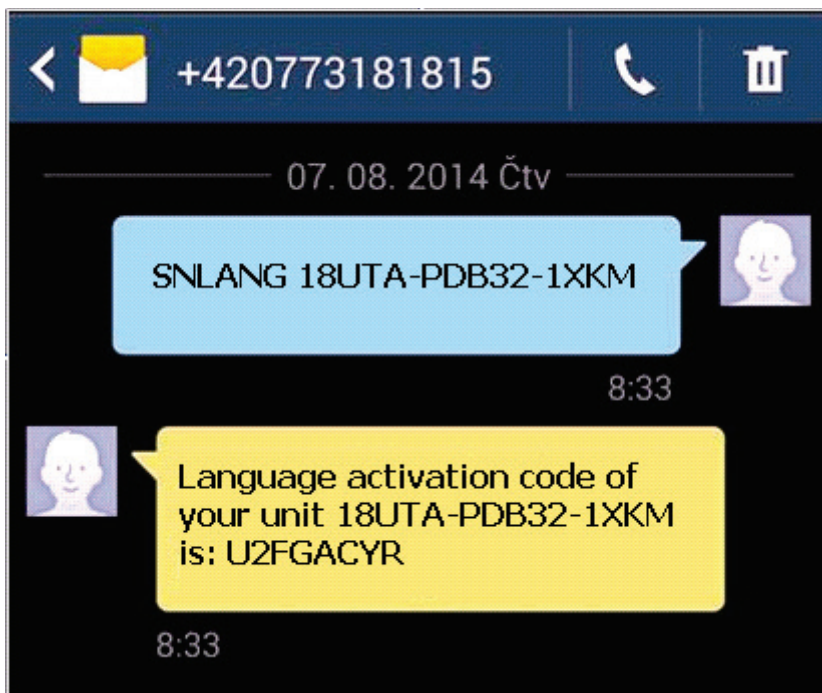 +420773181815
07. 08. 2014 Čtv
SNLANG 18UTA-PDB32-1XKM
8:33
Language activation code of
your unit 18UTA-PDB32-1XKM
is: U2FGACYR
8:33